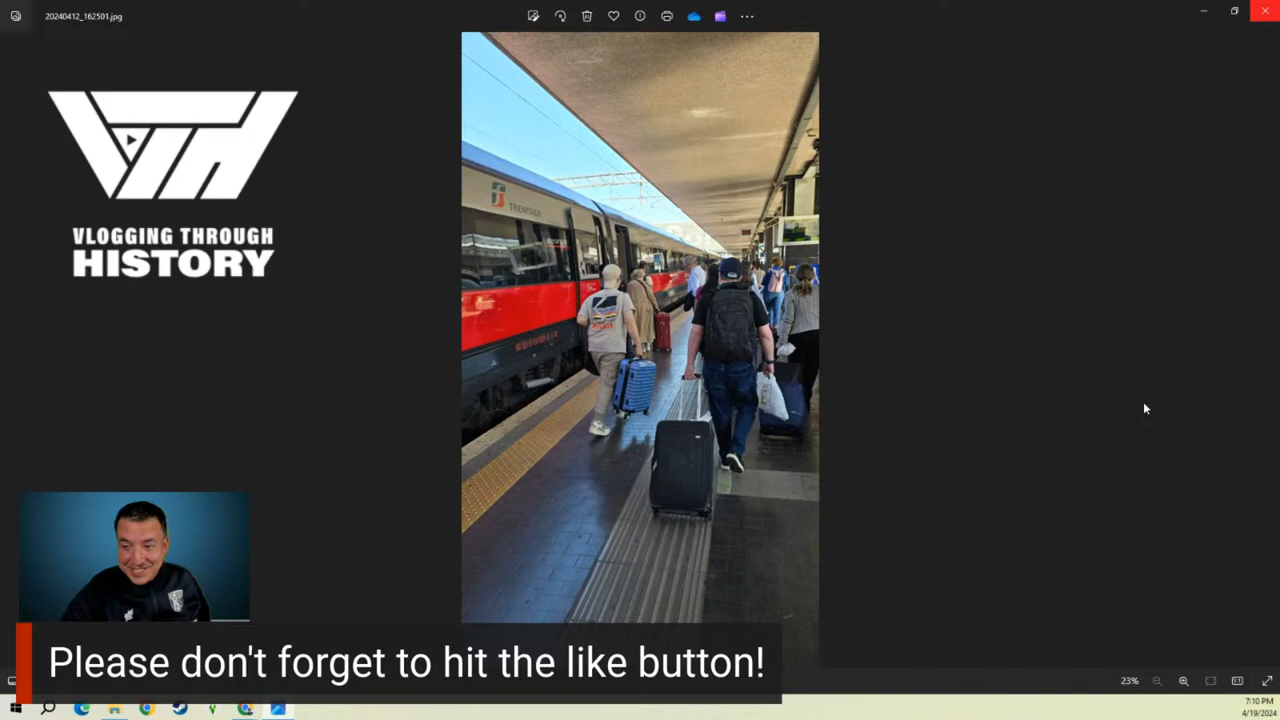 20240412_162501.jpg
VTH
VLOGGING THROUGH
HISTORY
TRENITALIA
Please don't forget to hit the like button!
23%
7:10 PM
4/19/2024